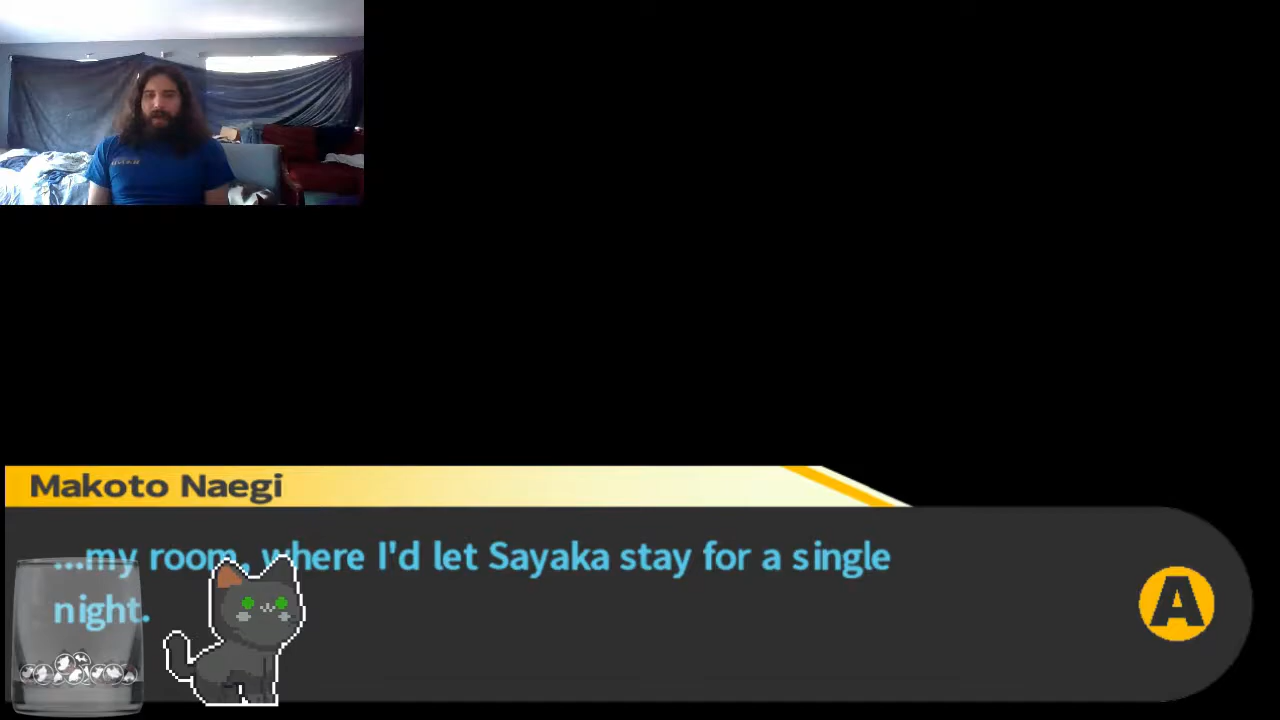 Makoto Naegi
...my room, where I'd let Sayaka stay for a single
night.
A